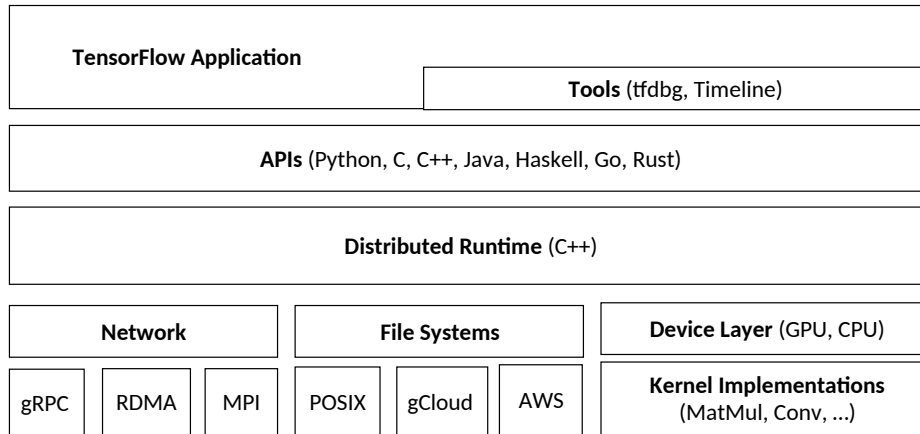 TensorFlow Application
Tools (tfdbg, Timeline)
APIs (Python, C, C++, Java, Haskell, Go, Rust)
Distributed Runtime (C++)
Network
File Systems
Device Layer (GPU, CPU)
gRPC
RDMA
MPI
POSIX
gCloud
AWS
Kernel Implementations
(MatMul, Conv, ...)